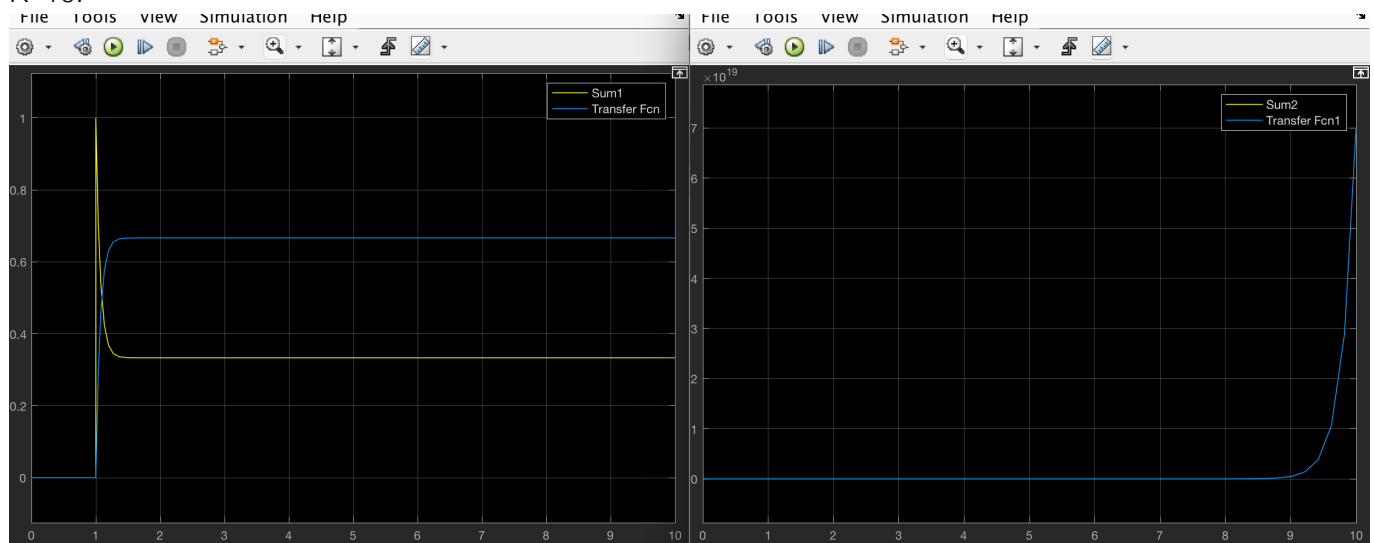 File Tools View Simulation Help
Sum1
Transfer Fcn
1
0.8
0.6
0.4
0.2
0
0 1 2 3 4 5 6 7 8 9 10
File Tools View Simulation Help
×10¹⁹
Sum2
Transfer Fcn1
7
6
5
4
3
2
1
0
0 1 2 3 4 5 6 7 8 9 10